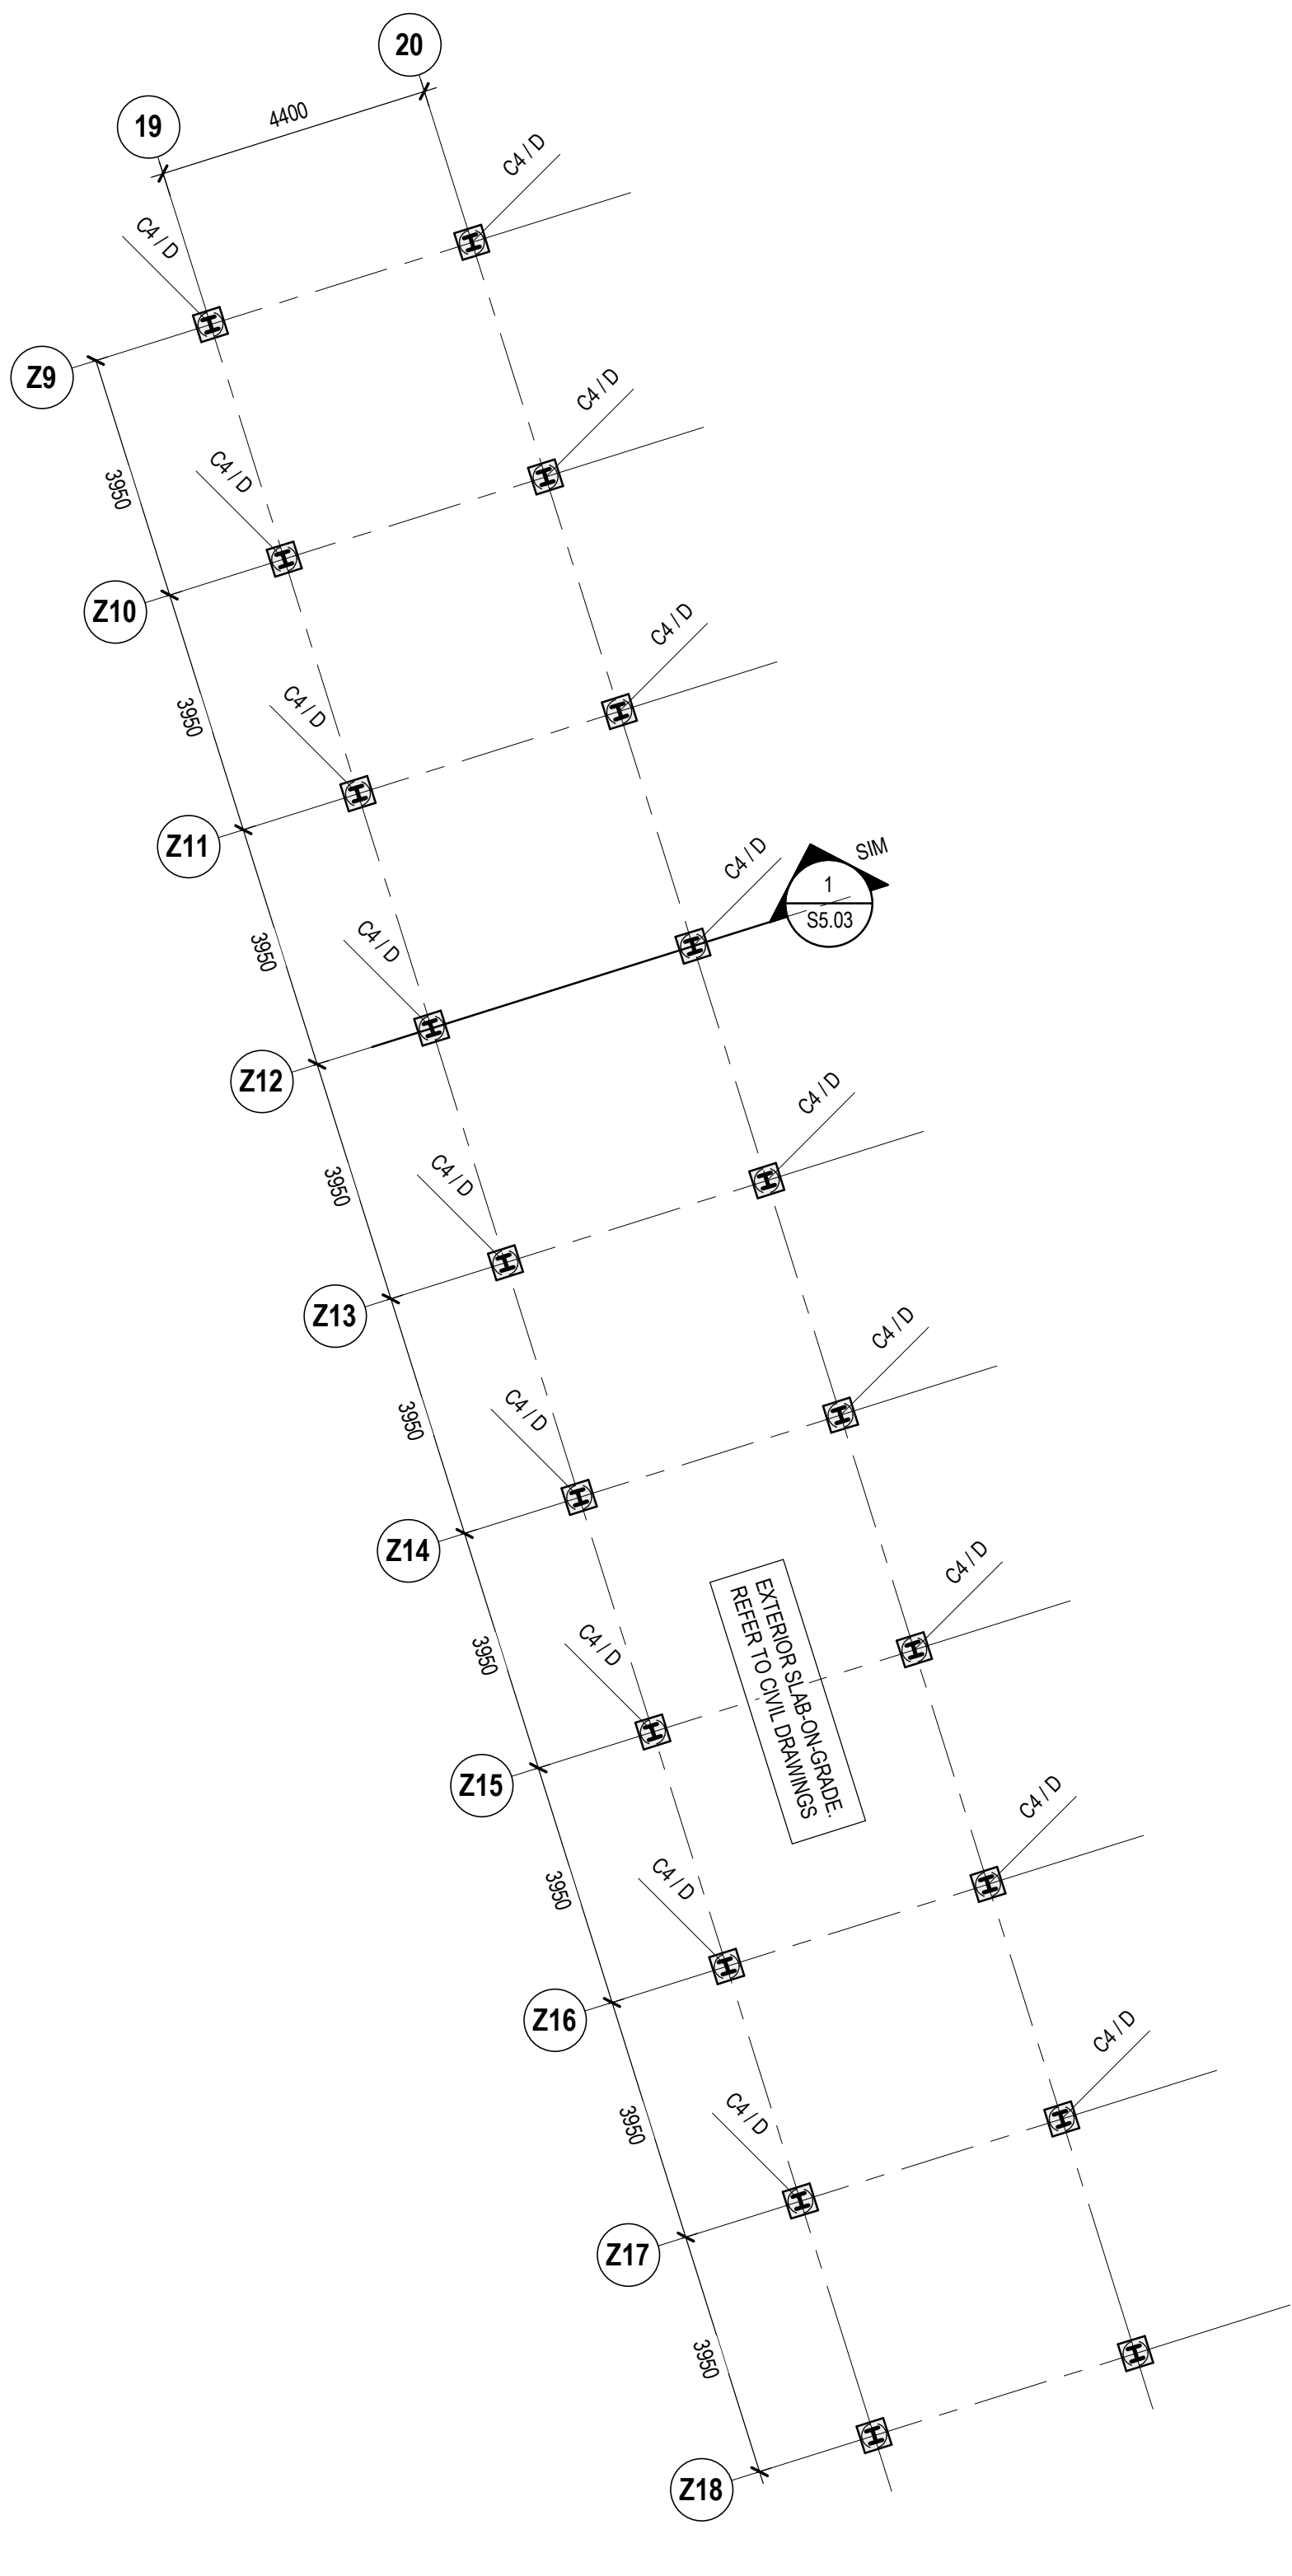 20
19
4400
C4 / D
C4 / D
Z9
C4 / D
3950
C4 / D
Z10
C4 / D
3950
C4 / D
Z11
C4 / D
SIM
1
S5.03
3950
C4 / D
Z12
C4 / D
3950
C4 / D
Z13
C4 / D
3950
C4 / D
Z14
C4 / D
EXTERIOR SLAB-ON-GRADE.
REFER TO CIVIL DRAWINGS
3950
C4 / D
Z15
C4 / D
3950
C4 / D
Z16
C4 / D
3950
C4 / D
Z17
3950
Z18